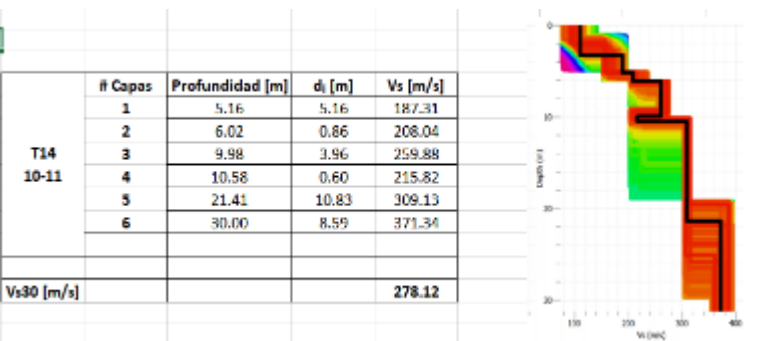 # Capas Profundidad [m] di [m] Vs [m/s]
1 5.16 5.16 187.31
2 6.02 0.86 208.04
T14 3 9.98 3.96 259.88
10-11 4 10.58 0.60 215.82
5 21.41 10.83 309.13
6 30.00 8.59 371.34
Vs30 [m/s] 278.12
0
10
20
30
Depth (m)
100 200 300 400
Vs (m/s)